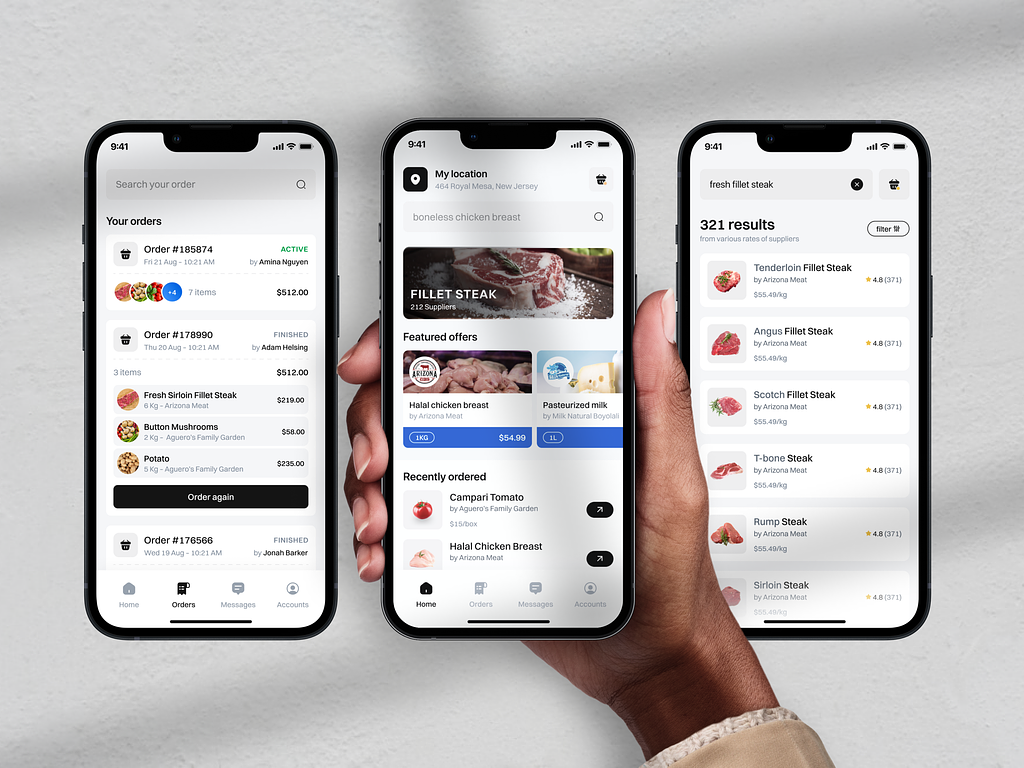 9:41
Search your order
Your orders
Order #185874
ACTIVE
Fri 21 Aug - 10:21 AM
by Amina Nguyen
+4
7 items
$512.00
Order #178990
FINISHED
Thu 20 Aug - 10:21 AM
by Adam Helsing
3 items
$512.00
Fresh Sirloin Fillet Steak
6 Kg - Arizona Meat
$219.00
Button Mushrooms
2 Kg - Aguero's Family Garden
$58.00
Potato
5 Kg - Aguero's Family Garden
$235.00
Order again
Order #176566
FINISHED
Wed 19 Aug - 10:21 AM
by Jonah Barker
Home
Orders
Messages
Accounts
9:41
My location
464 Royal Mesa, New Jersey
boneless chicken breast
FILLET STEAK
212 Suppliers
Featured offers
ARIZONA
Halal chicken breast
by Arizona Meat
1KG
$54.99
Pasteurized milk
by Milk Natural Boyolali
1L
Recently ordered
Campari Tomato
by Aguero's Family Garden
$15/box
Halal Chicken Breast
by Arizona Meat
Home
Orders
Messages
Accounts
9:41
fresh fillet steak
321 results
from various rates of suppliers
filter
Tenderloin Fillet Steak
by Arizona Meat
4.8 (371)
$55.49/kg
Angus Fillet Steak
by Arizona Meat
4.8 (371)
$55.49/kg
Scotch Fillet Steak
by Arizona Meat
4.8 (371)
$55.49/kg
T-bone Steak
by Arizona Meat
4.8 (371)
$55.49/kg
Rump Steak
by Arizona Meat
4.8 (371)
$55.49/kg
Sirloin Steak
by Arizona Meat
4.8 (371)
$55.49/kg